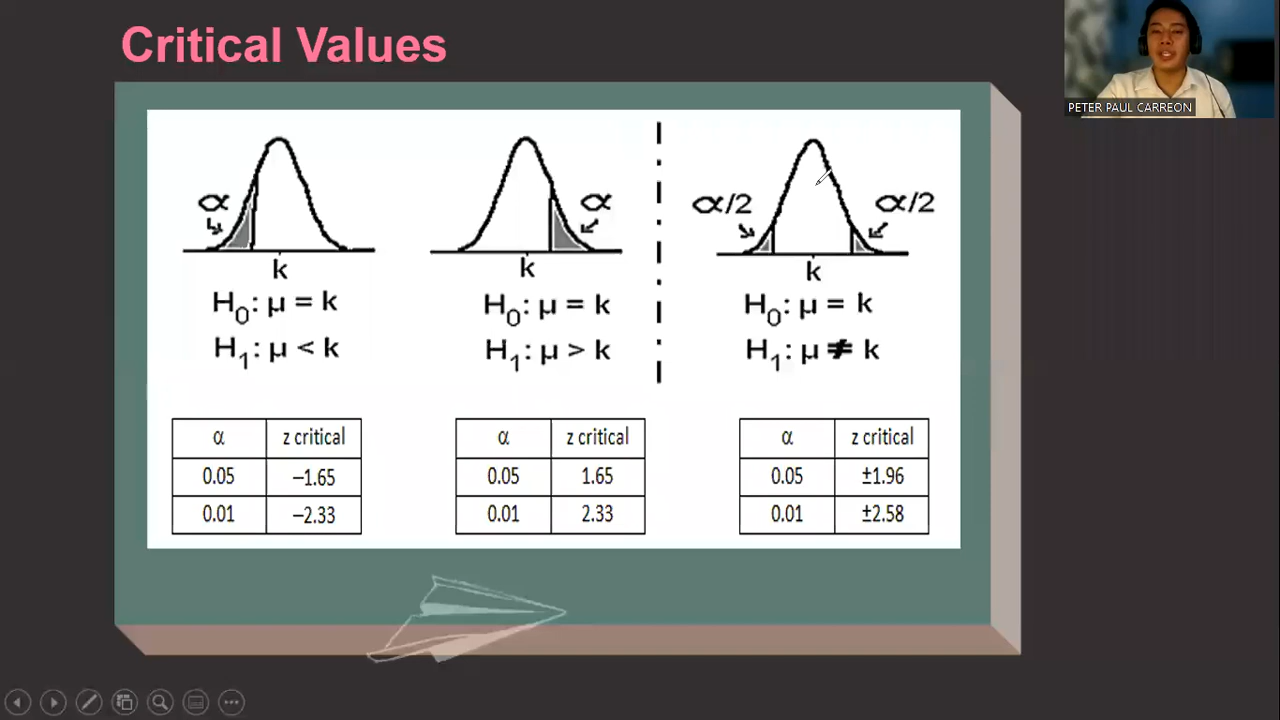 Critical Values
PETER PAUL CARREON
α
k
H₀: μ = k
H₁: μ < k
α
k
H₀: μ = k
H₁: μ > k
α/2
α/2
k
H₀: μ = k
H₁: μ ≠ k
α z critical
0.05 –1.65
0.01 –2.33
α z critical
0.05 1.65
0.01 2.33
α z critical
0.05 ±1.96
0.01 ±2.58